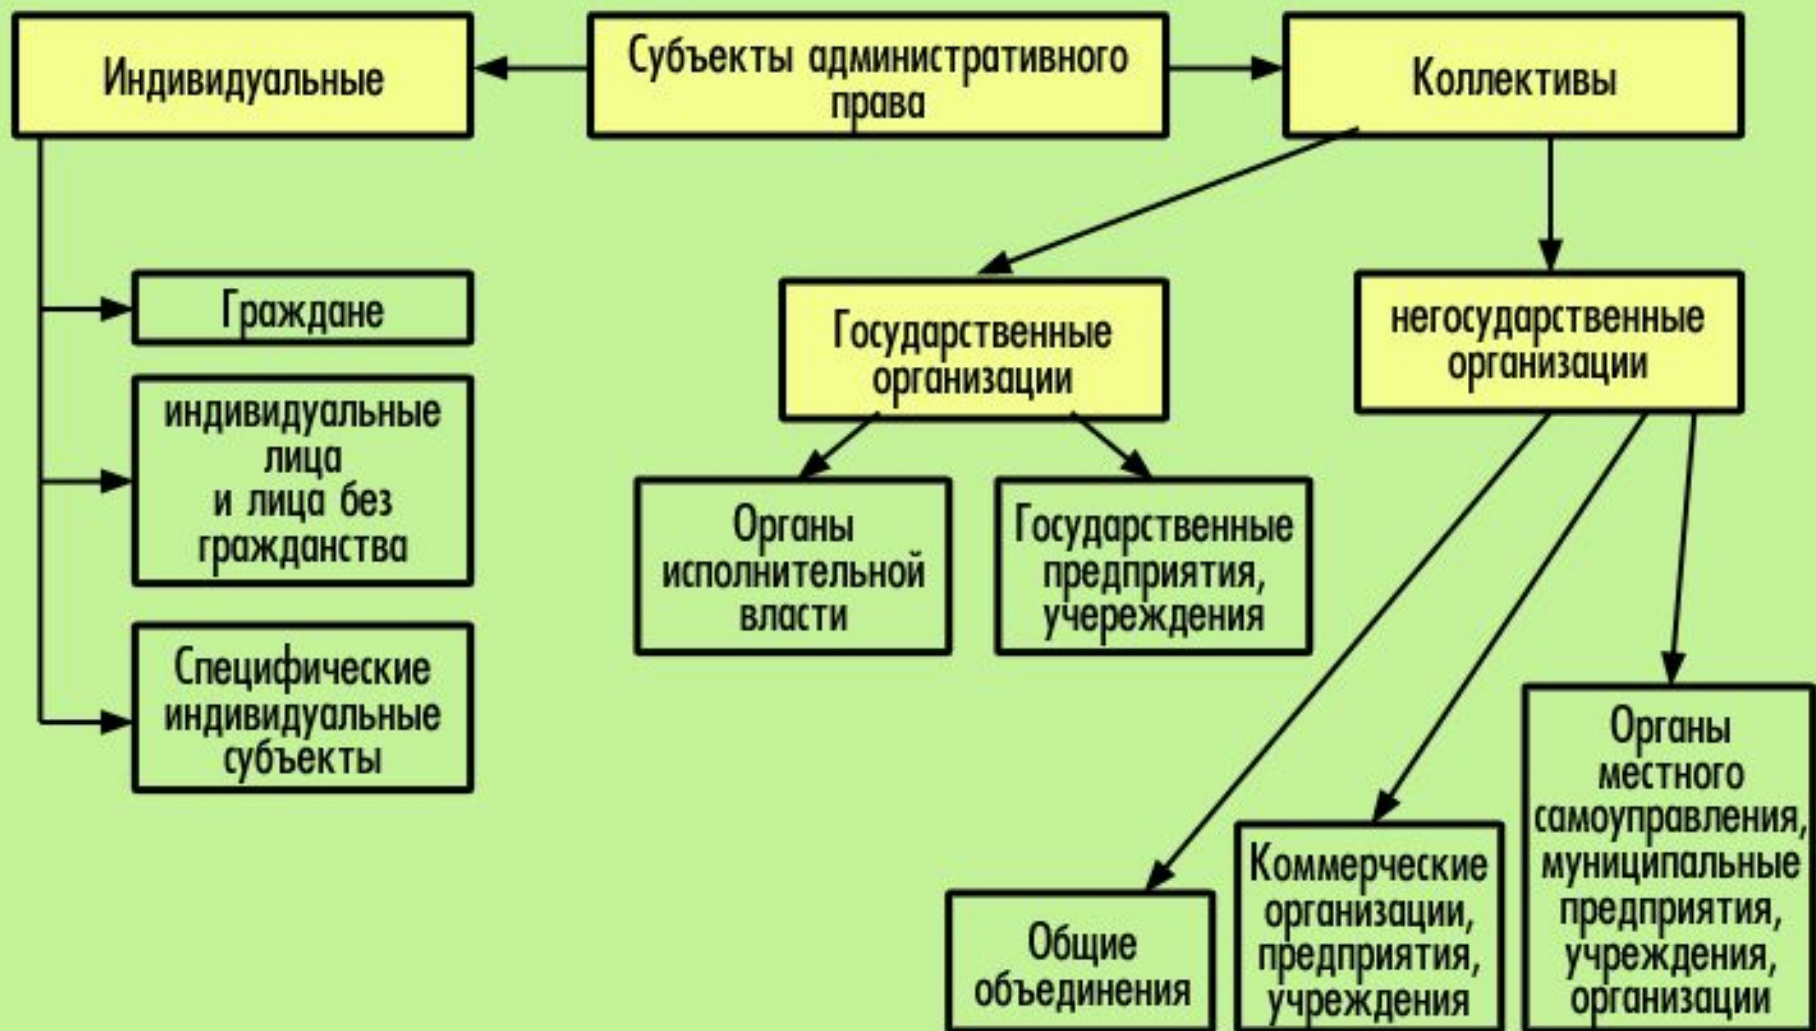 Индивидуальные
Субъекты административного
права
Коллективы
Граждане
индивидуальные
лица
и лица без
гражданства
Специфические
индивидуальные
субъекты
Государственные
организации
негосударственные
организации
Органы
исполнительной
власти
Государственные
предприятия,
учереждения
Общие
объединения
Коммерческие
организации,
предприятия,
учреждения
Органы
местного
самоуправления,
муниципальные
предприятия,
учреждения,
организации